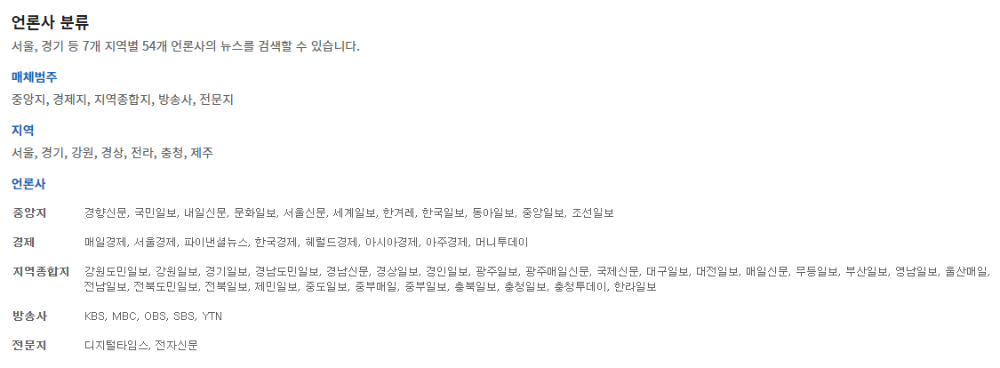 언론사 분류
서울, 경기 등 7개 지역별 54개 언론사의 뉴스를 검색할 수 있습니다.
매체범주
중앙지, 경제지, 지역종합지, 방송사, 전문지
지역
서울, 경기, 강원, 경상, 전라, 충청, 제주
언론사
중앙지 경향신문, 국민일보, 내일신문, 문화일보, 서울신문, 세계일보, 한겨레, 한국일보, 동아일보, 중앙일보, 조선일보
경제 매일경제, 서울경제, 파이낸셜뉴스, 한국경제, 헤럴드경제, 아시아경제, 아주경제, 머니투데이
지역종합지 강원도민일보, 강원일보, 경기일보, 경남도민일보, 경남신문, 경상일보, 경인일보, 광주일보, 광주매일신문, 국제신문, 대구일보, 대전일보, 매일신문, 무등일보, 부산일보, 영남일보, 울산매일,
전남일보, 전북도민일보, 전북일보, 제민일보, 중도일보, 중부매일, 중부일보, 충북일보, 충청일보, 충청투데이, 한라일보
방송사 KBS, MBC, OBS, SBS, YTN
전문지 디지털타임스, 전자신문